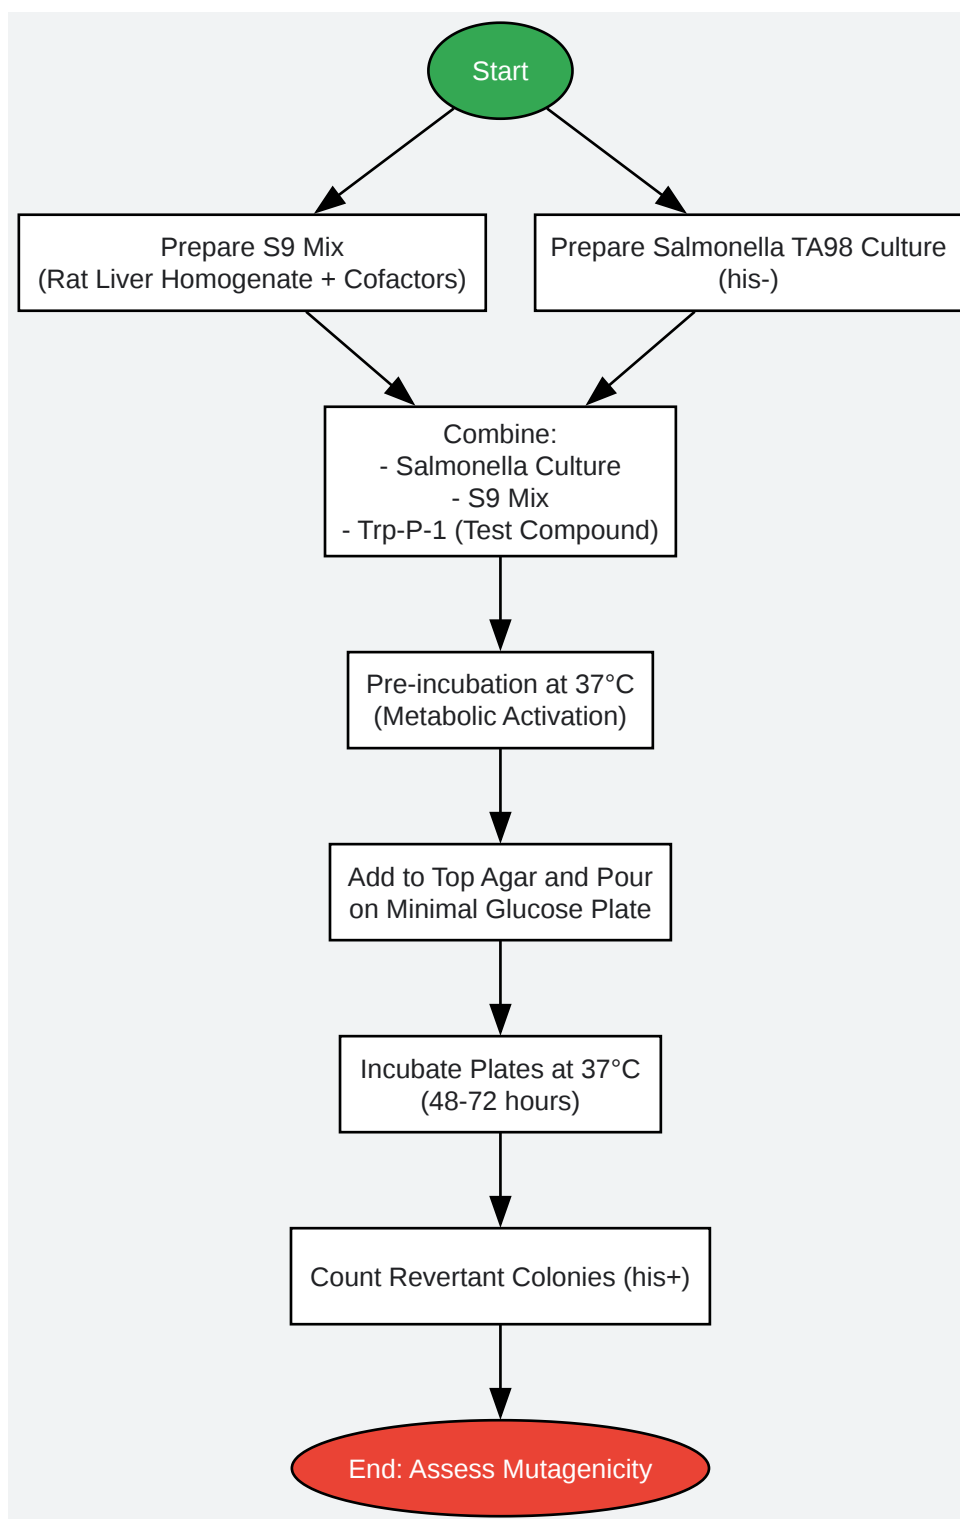 Start
Prepare S9 Mix
(Rat Liver Homogenate + Cofactors)
Prepare Salmonella TA98 Culture
(his-)
Combine:
- Salmonella Culture
- S9 Mix
- Trp-P-1 (Test Compound)
Pre-incubation at 37°C
(Metabolic Activation)
Add to Top Agar and Pour
on Minimal Glucose Plate
Incubate Plates at 37°C
(48-72 hours)
Count Revertant Colonies (his+)
End: Assess Mutagenicity